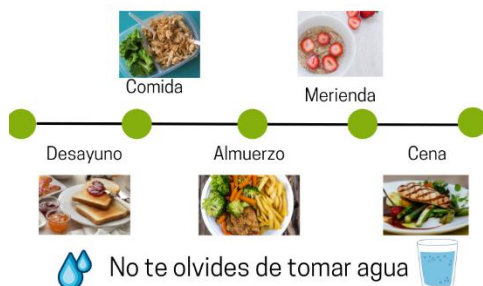 Comida
Merienda
Desayuno
Almuerzo
Cena
No te olvides de tomar agua